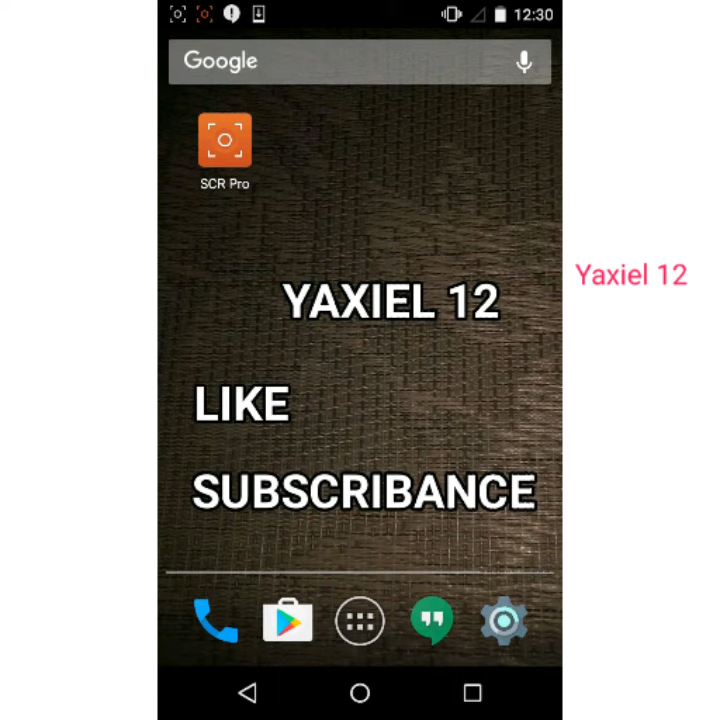 12:30
Google
SCR Pro
YAXIEL 12
Yaxiel 12
LIKE
SUBSCRIBANCE